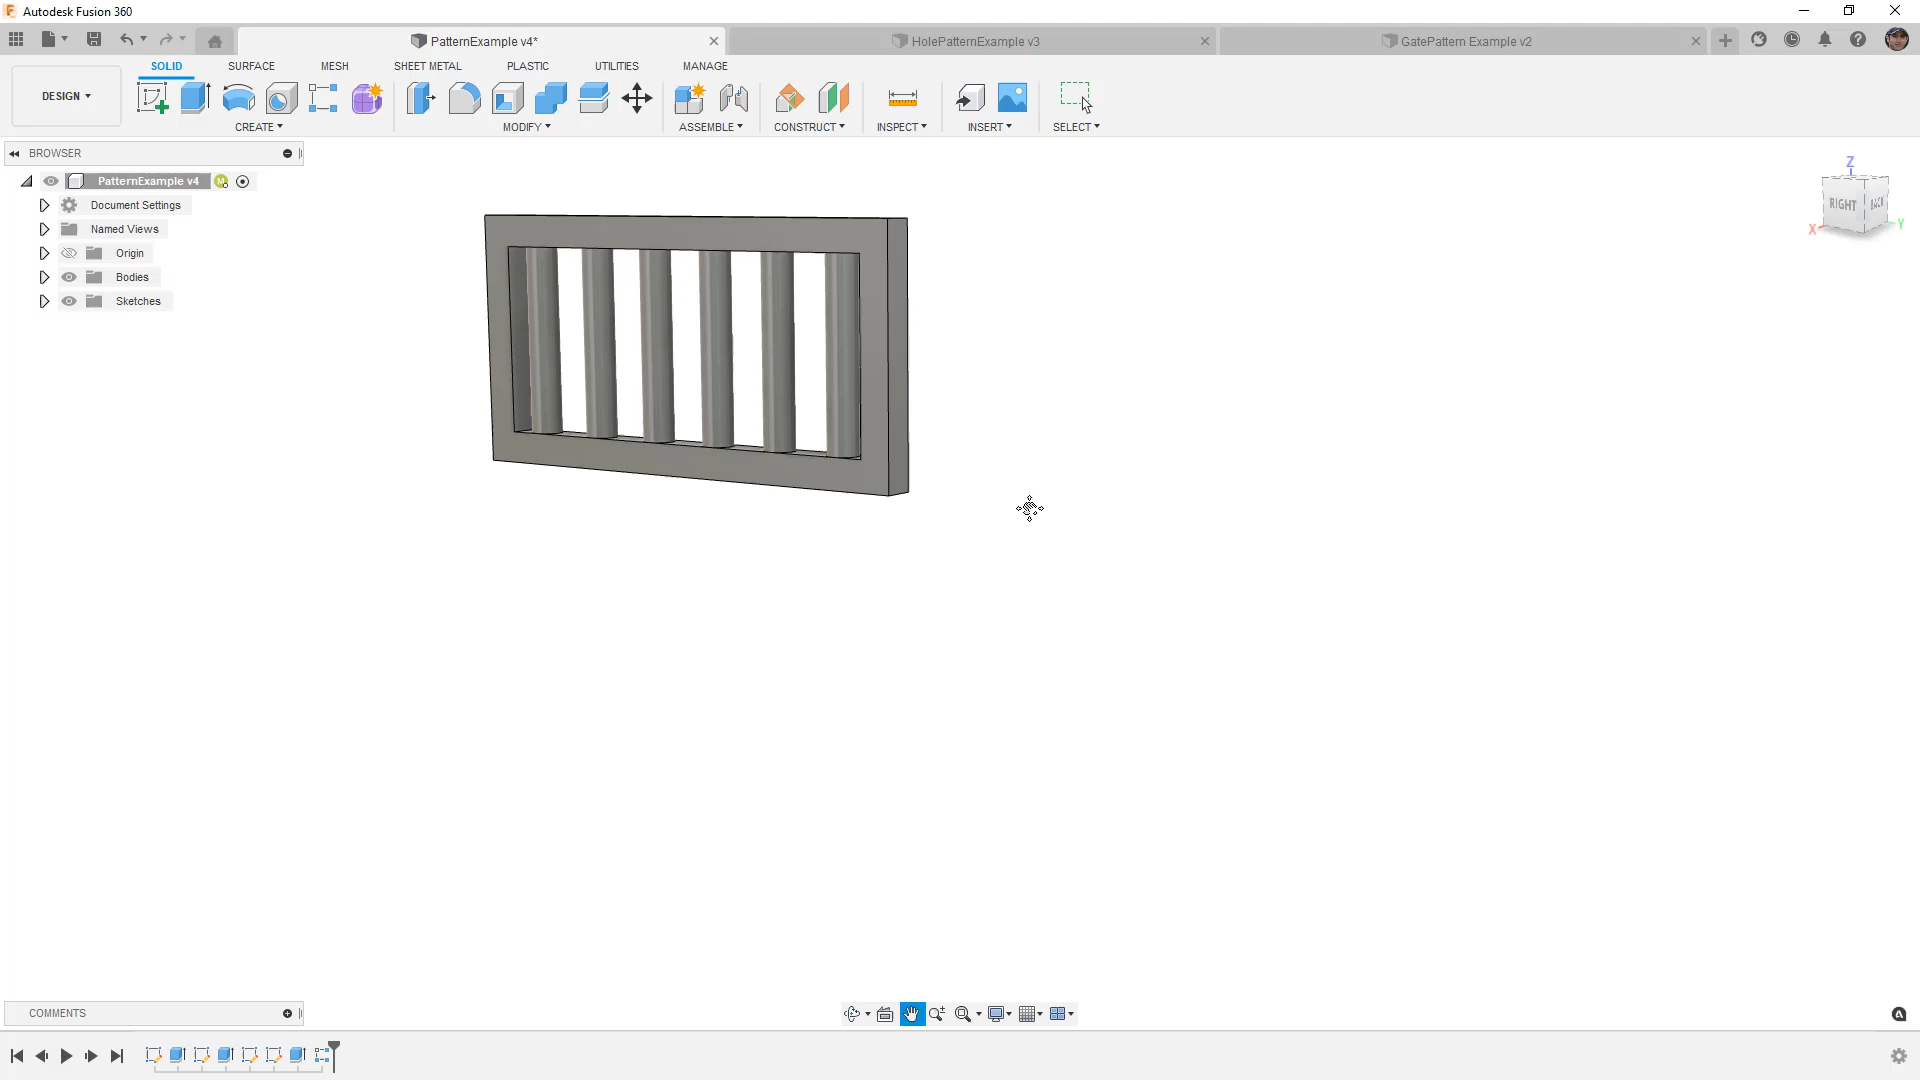 Autodesk Fusion 360
PatternExample v4*
HolePatternExample v3
GatePattern Example v2
DESIGN
SOLID
SURFACE
MESH
SHEET METAL
PLASTIC
UTILITIES
MANAGE
CREATE
MODIFY
ASSEMBLE
CONSTRUCT
INSPECT
INSERT
SELECT
BROWSER
PatternExample v4
Document Settings
Named Views
Origin
Bodies
Sketches
Z
RIGHT
BACK
X
Y
COMMENTS